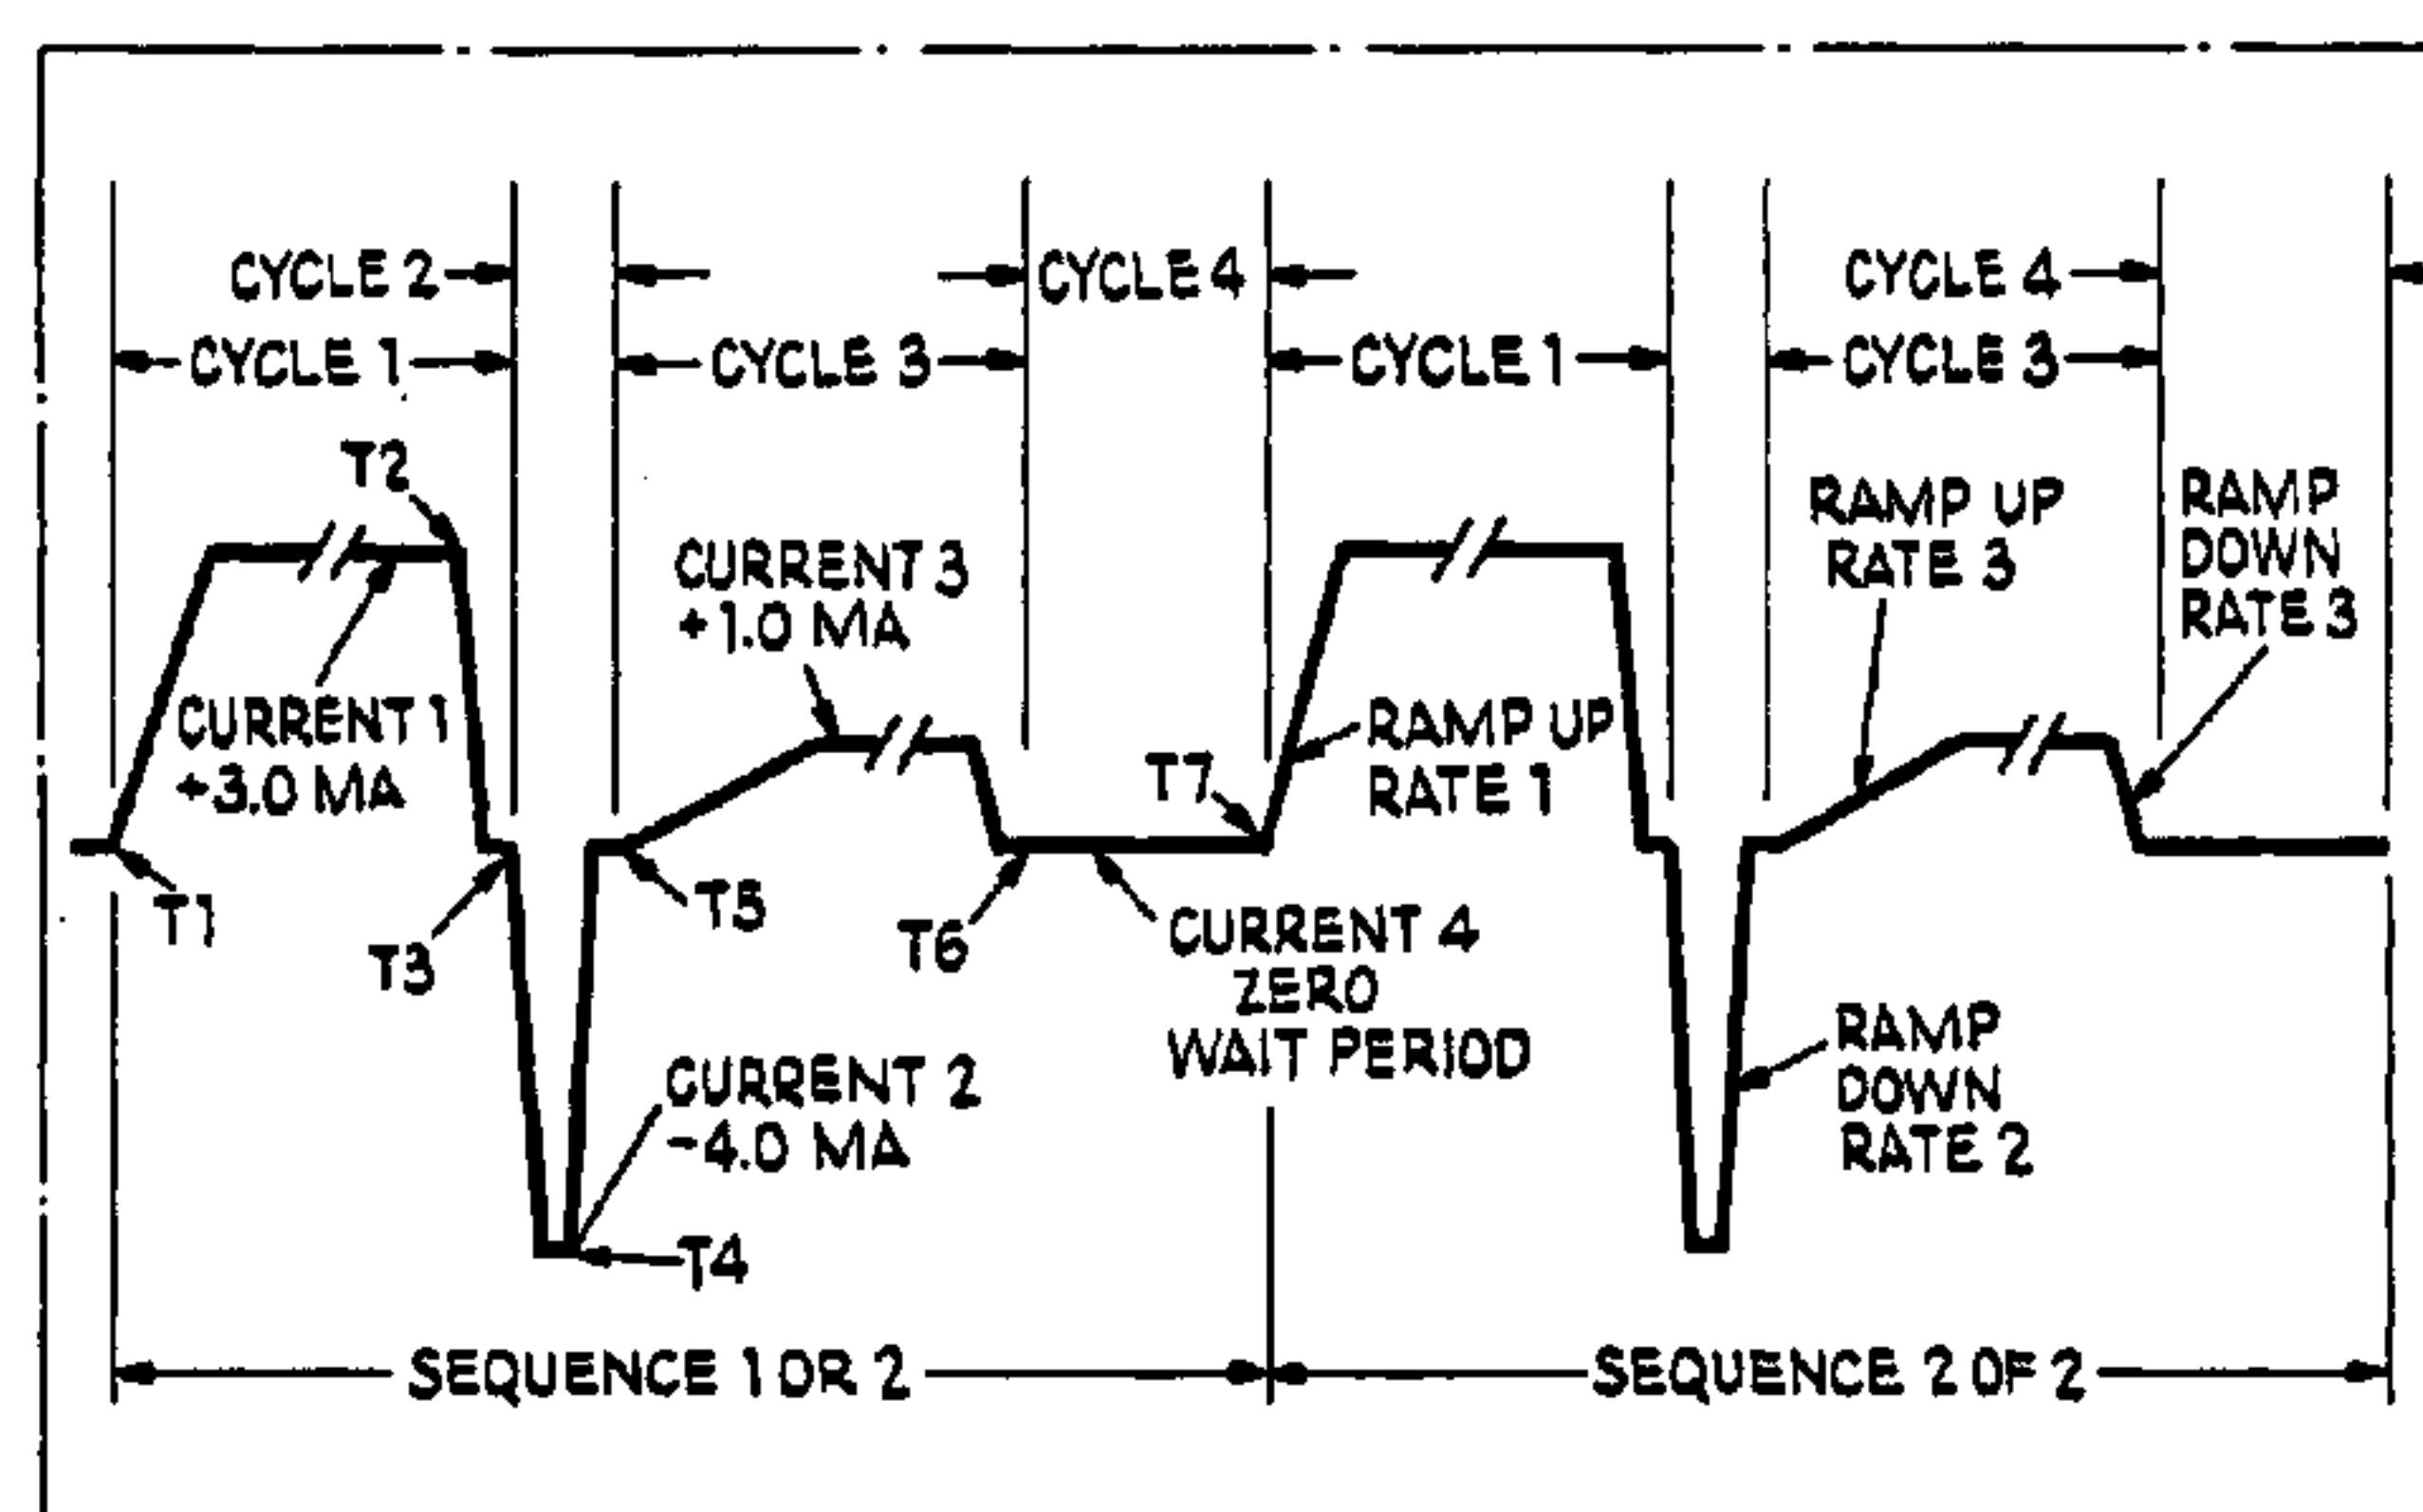 CYCLE 2
CYCLE 4
CYCLE 4
CYCLE 1
CYCLE 3
CYCLE 1
CYCLE 3
T2
CURRENT 3
+1.0 MA
RAMP UP
RATE 3
RAMP
DOWN
RATE 3
CURRENT 1
+3.0 MA
T7
RAMP UP
RATE 1
T1
T3
T5
T6
CURRENT 4
ZERO
WAIT PERIOD
CURRENT 2
-4.0 MA
RAMP
DOWN
RATE 2
T4
SEQUENCE 1 OR 2
SEQUENCE 2 OF 2